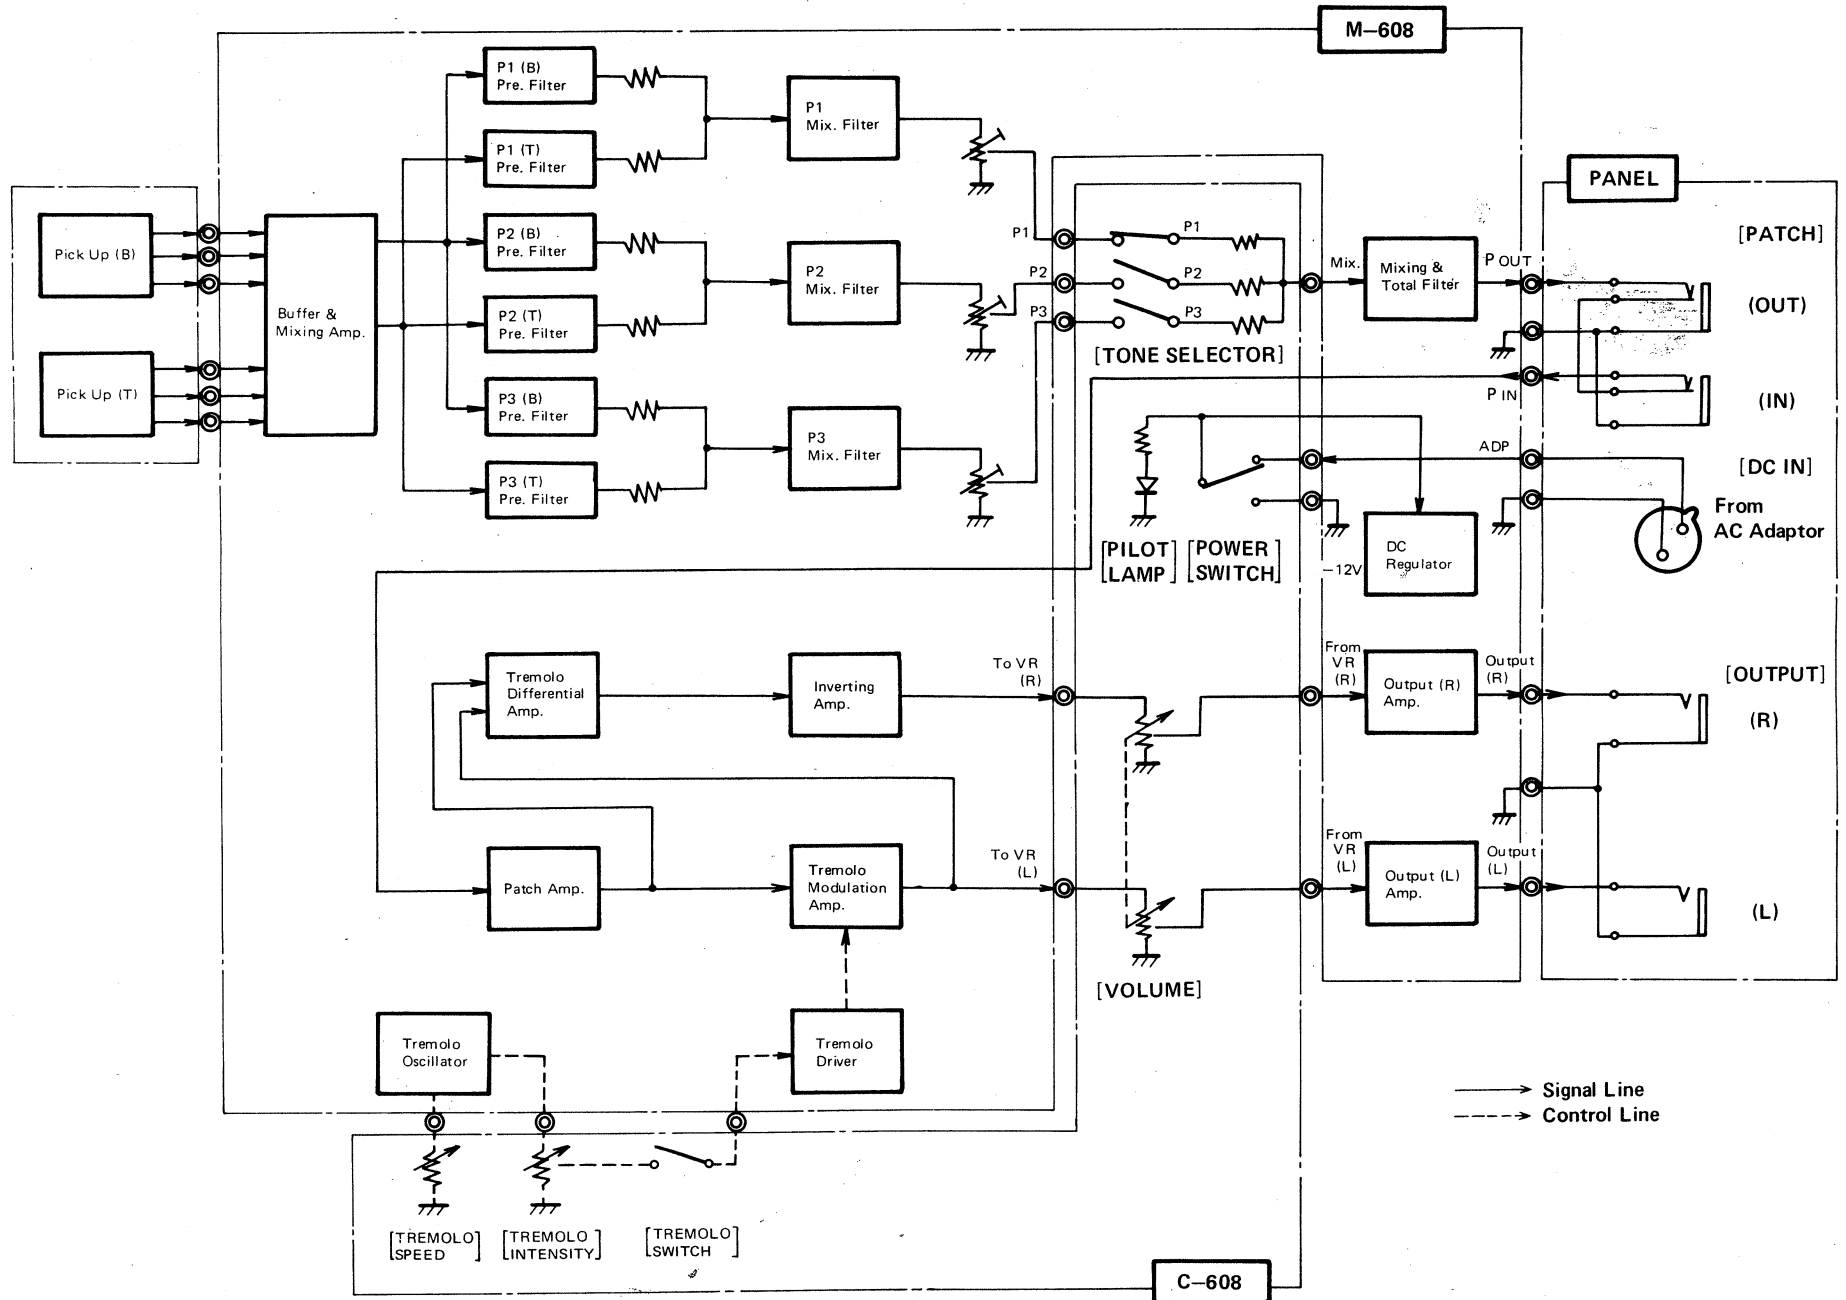 M–608
P1 (B)
Pre. Filter
P1 (T)
Pre. Filter
P1
Mix. Filter
PANEL
Pick Up (B)
Pick Up (T)
Buffer &
Mixing Amp.
P2 (B)
Pre. Filter
P2 (T)
Pre. Filter
P2
Mix. Filter
P3 (B)
Pre. Filter
P3 (T)
Pre. Filter
P3
Mix. Filter
P1
P2
P3
P1
P2
P3
[TONE SELECTOR]
Mix.
Mixing &
Total Filter
P OUT
[PATCH]
(OUT)
P IN
(IN)
ADP
[DC IN]
From
AC Adaptor
[PILOT LAMP]
[POWER SWITCH]
–12V
DC
Regulator
Tremolo
Differential
Amp.
Inverting
Amp.
To VR
(R)
From
VR
(R)
Output (R)
Amp.
Output
(R)
[OUTPUT]
(R)
Patch Amp.
Tremolo
Modulation
Amp.
To VR
(L)
From
VR
(L)
Output (L)
Amp.
Output
(L)
(L)
[VOLUME]
Tremolo
Oscillator
Tremolo
Driver
Signal Line
Control Line
[TREMOLO SPEED]
[TREMOLO INTENSITY]
[TREMOLO SWITCH]
C–608